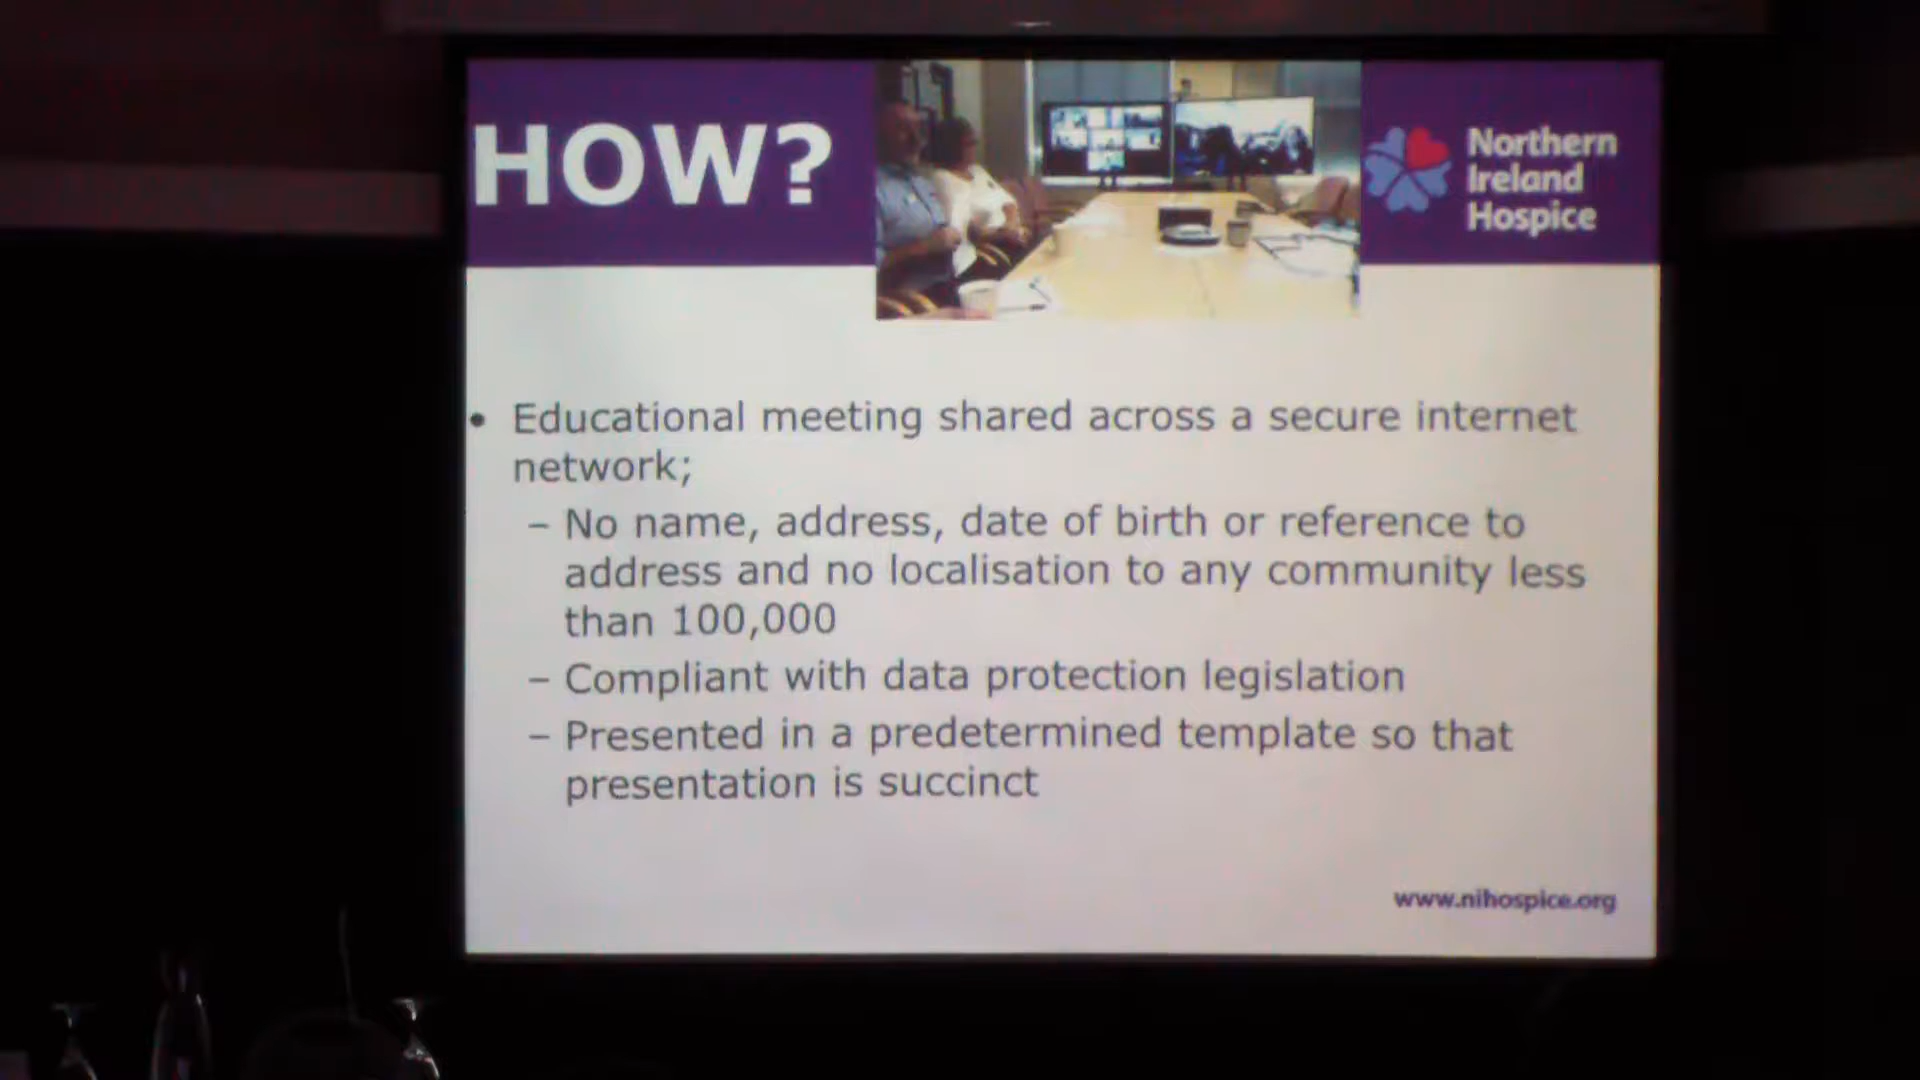 HOW?
Northern
Ireland
Hospice
• Educational meeting shared across a secure internet
network;
– No name, address, date of birth or reference to
address and no localisation to any community less
than 100,000
– Compliant with data protection legislation
– Presented in a predetermined template so that
presentation is succinct
www.nihospice.org